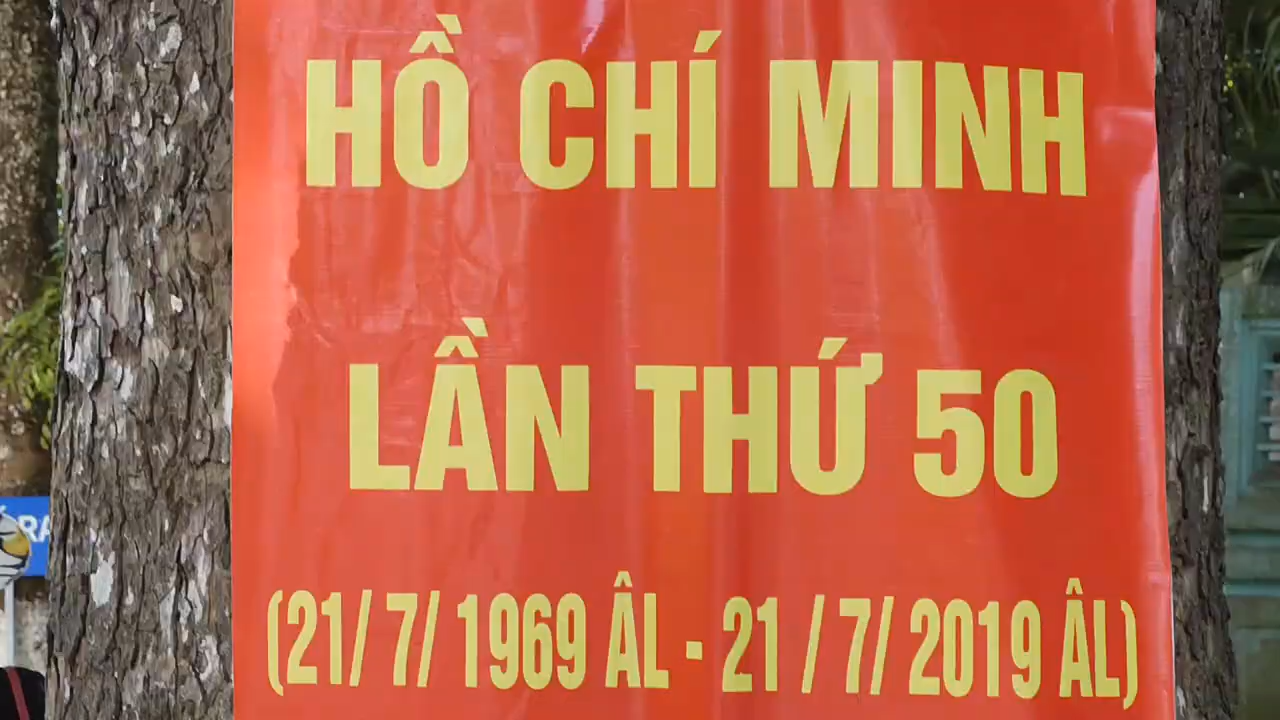 HỒ CHÍ MINH
LẦN THỨ 50
(21/ 7/ 1969 ÂL - 21 / 7/ 2019 ÂL)